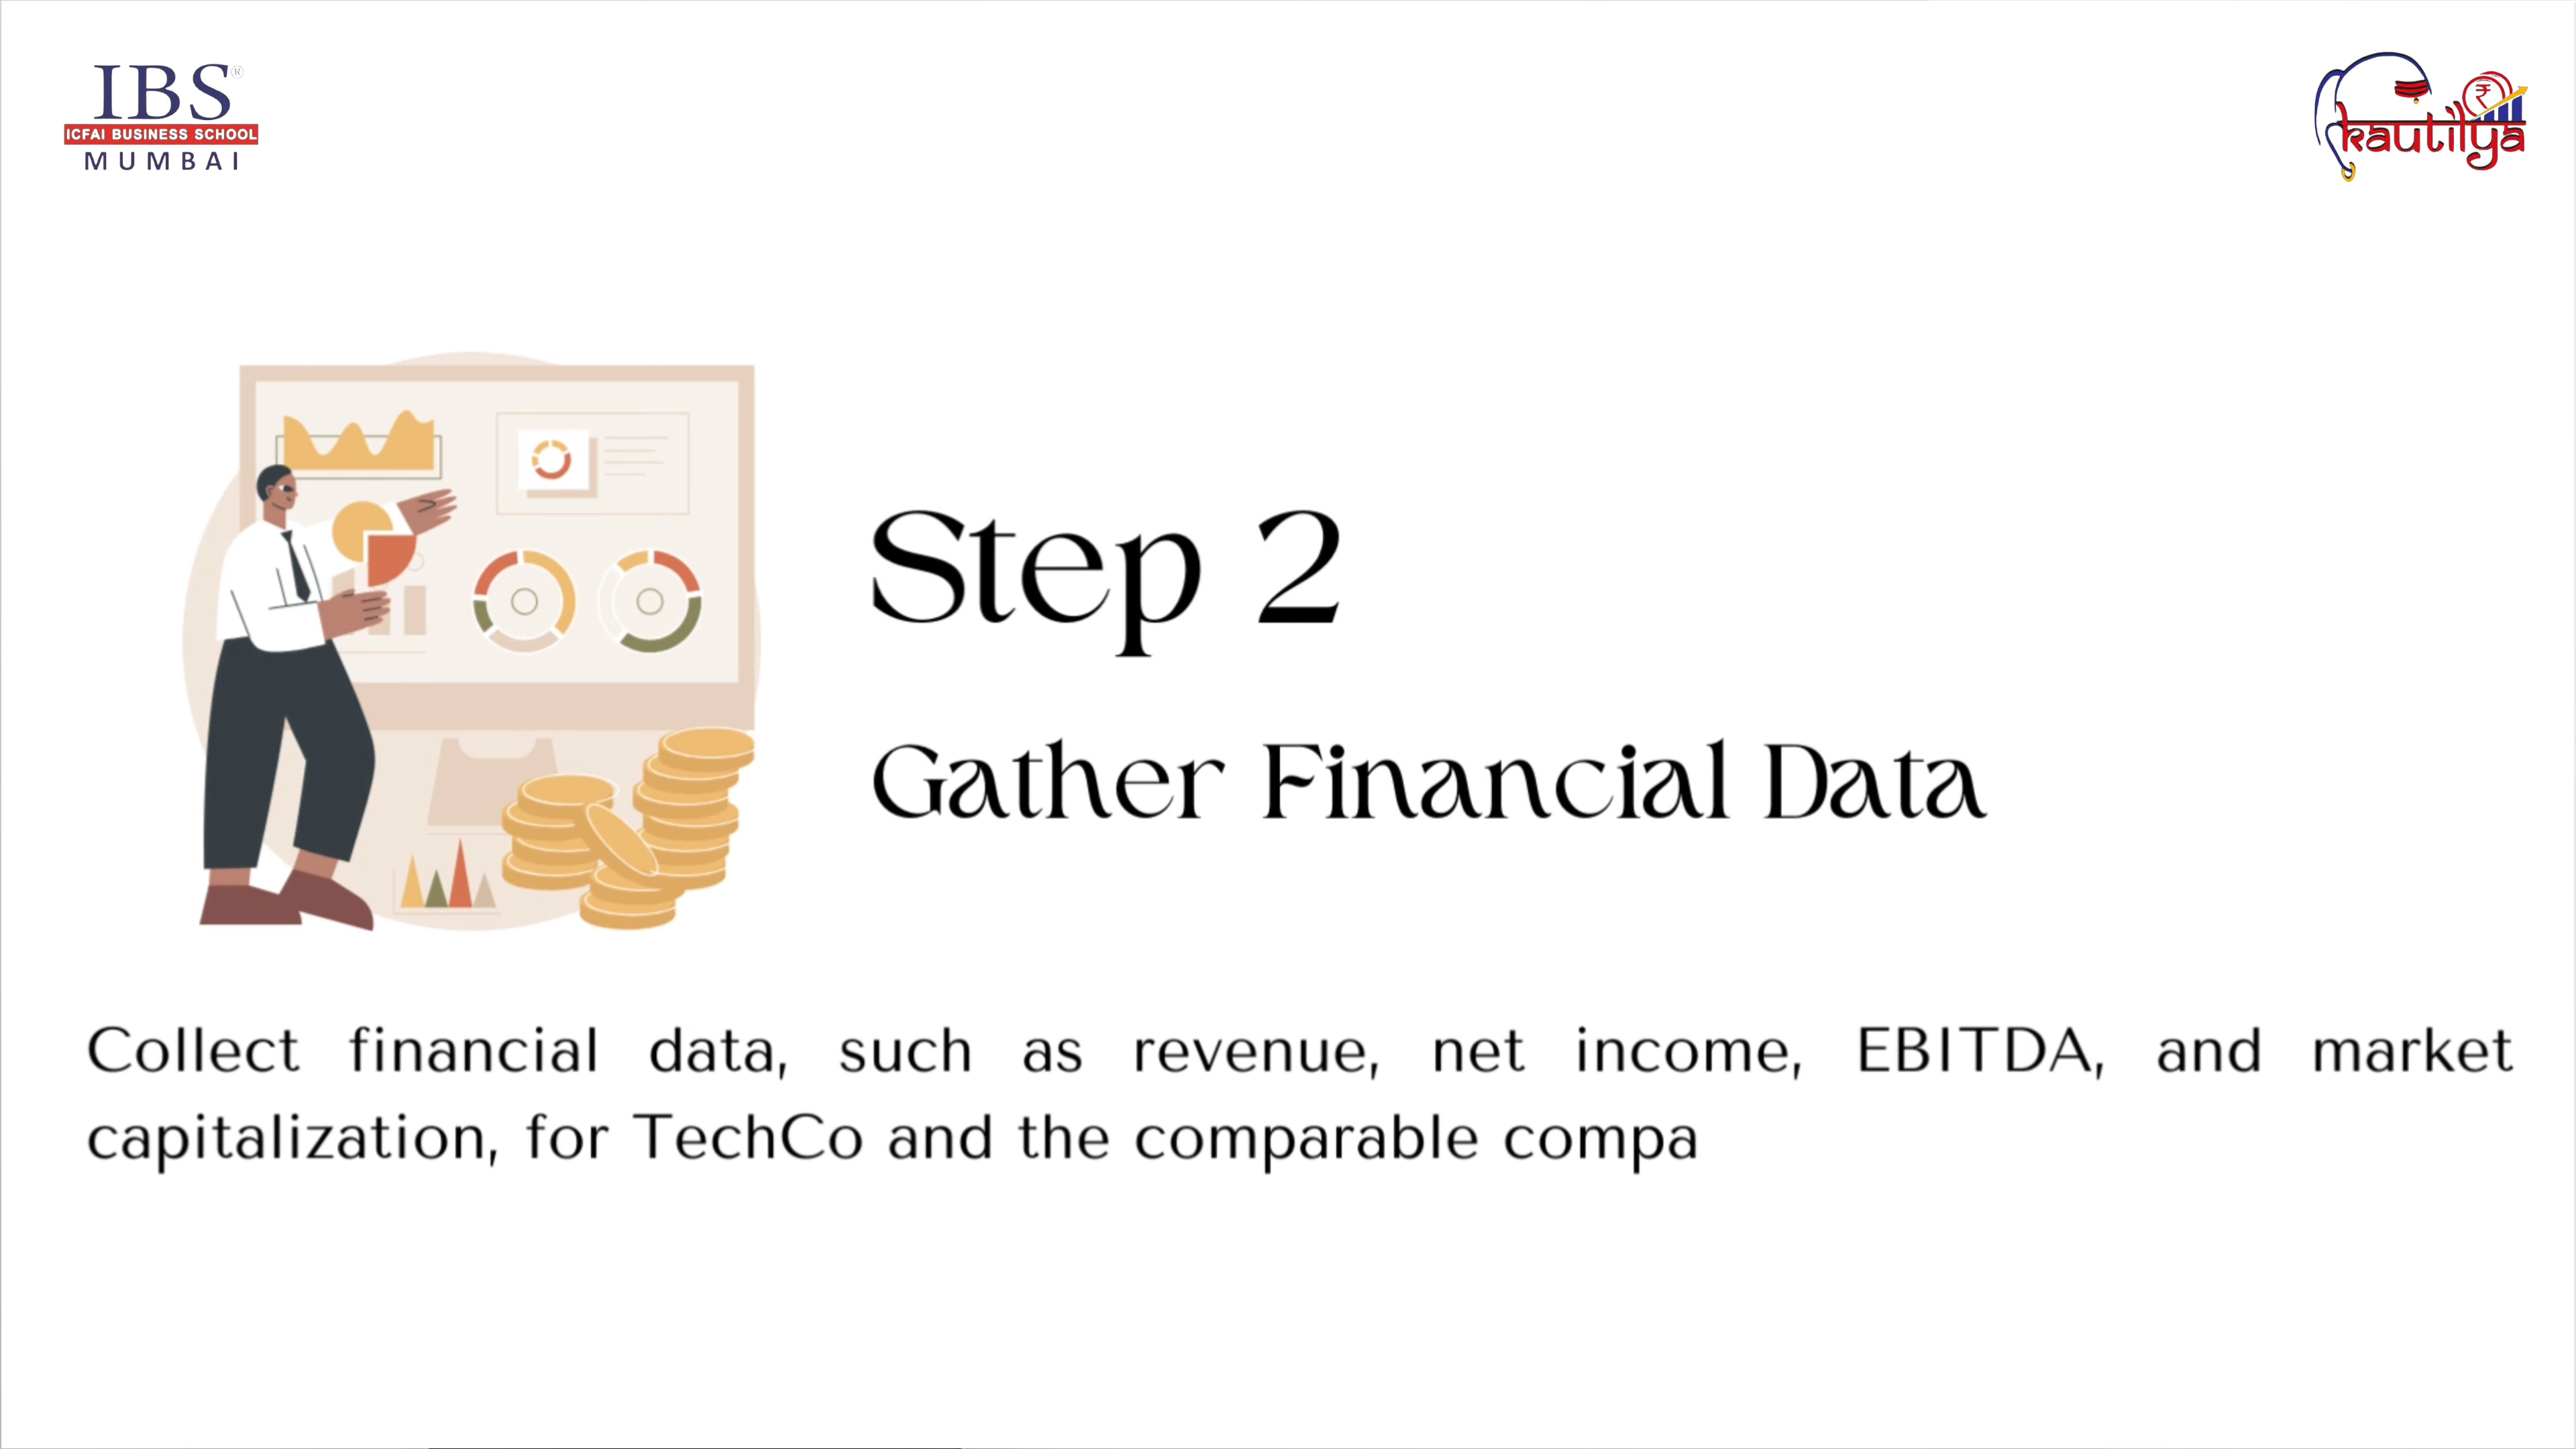 IBS®
ICFAI BUSINESS SCHOOL
MUMBAI
kautilya
Step 2
Gather Financial Data
Collect financial data, such as revenue, net income, EBITDA, and market
capitalization, for TechCo and the comparable compa